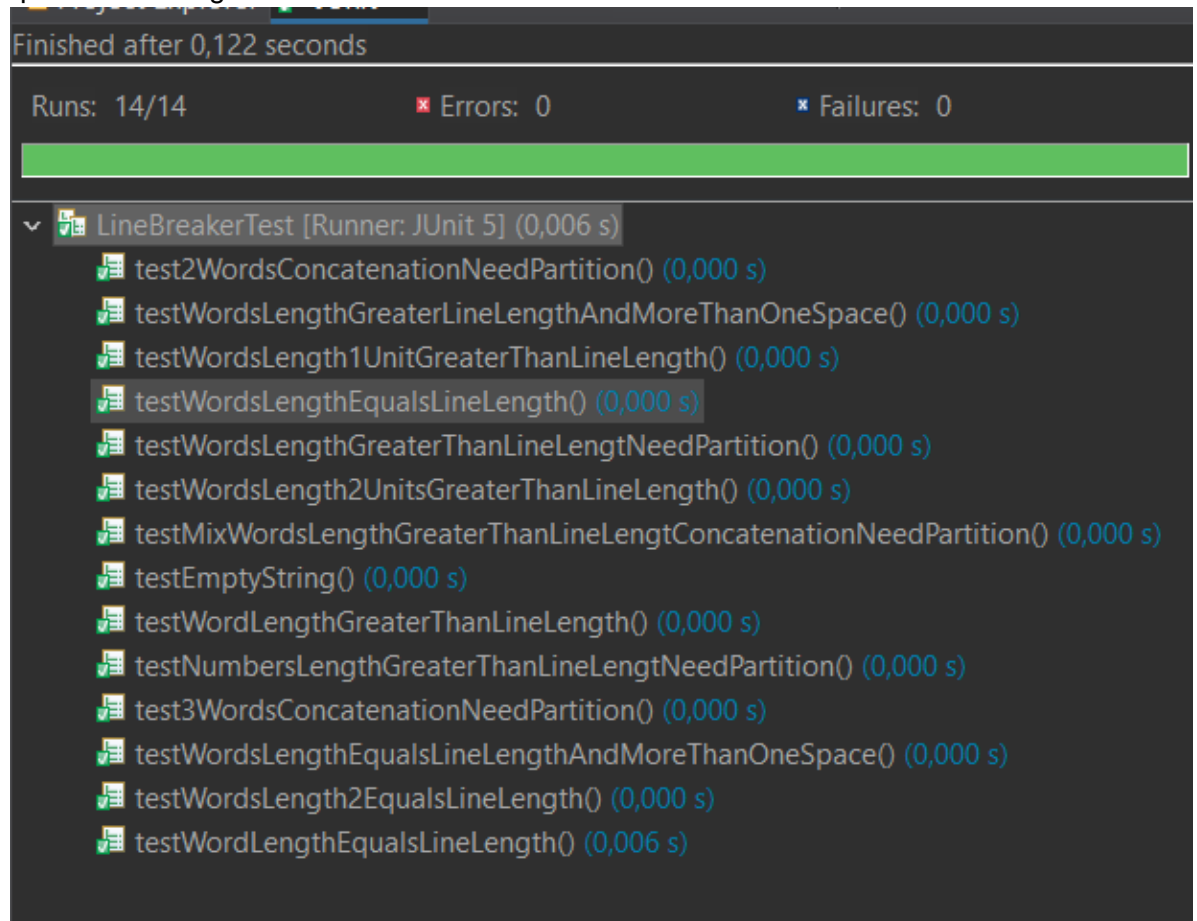 Finished after 0,122 seconds
Runs: 14/14 Errors: 0 Failures: 0
LineBreakerTest [Runner: JUnit 5] (0,006 s)
test2WordsConcatenationNeedPartition() (0,000 s)
testWordsLengthGreaterLineLengthAndMoreThanOneSpace() (0,000 s)
testWordsLength1UnitGreaterThanLineLength() (0,000 s)
testWordsLengthEqualsLineLength() (0,000 s)
testWordsLengthGreaterThanLineLengtNeedPartition() (0,000 s)
testWordsLength2UnitsGreaterThanLineLength() (0,000 s)
testMixWordsLengthGreaterThanLineLengtConcatenationNeedPartition() (0,000 s)
testEmptyString() (0,000 s)
testWordLengthGreaterThanLineLength() (0,000 s)
testNumbersLengthGreaterThanLineLengtNeedPartition() (0,000 s)
test3WordsConcatenationNeedPartition() (0,000 s)
testWordsLengthEqualsLineLengthAndMoreThanOneSpace() (0,000 s)
testWordsLength2EqualsLineLength() (0,000 s)
testWordLengthEqualsLineLength() (0,006 s)